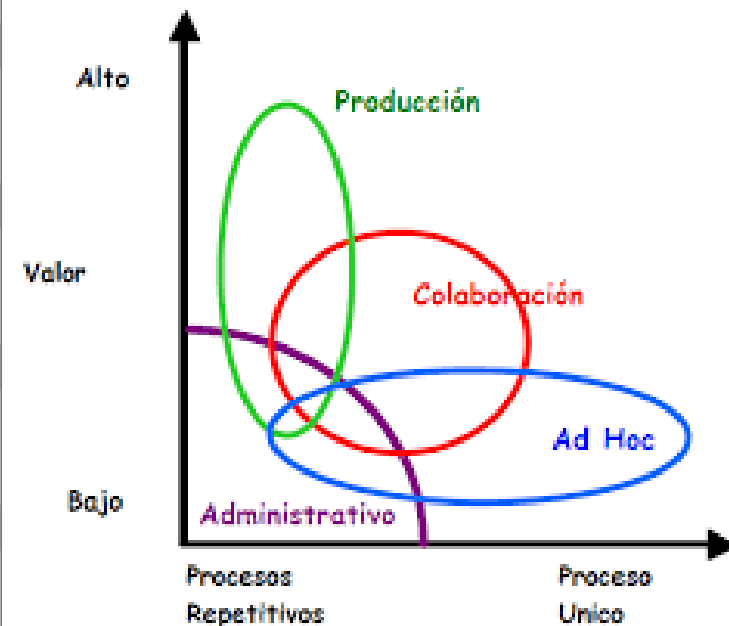 Alto
Producción
Valor
Colaboración
Ad Hoc
Bajo
Administrativo
Procesos
Repetitivos
Proceso
Unico